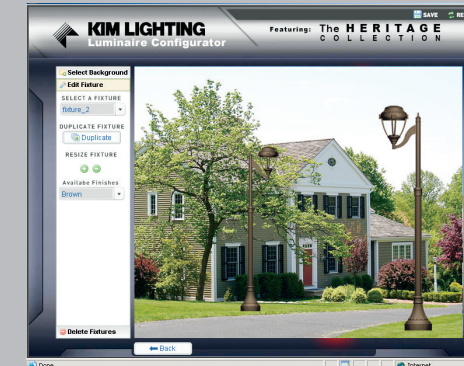 SAVE
KIM LIGHTING
Luminaire Configurator
Featuring: The HERITAGE
COLLECTION
Select Background
Edit Fixture
SELECT A FIXTURE
fixture_2
DUPLICATE FIXTURE
Duplicate
RESIZE FIXTURE
Availabe Finishes
Brown
Delete Fixtures
Back
Done
Internet